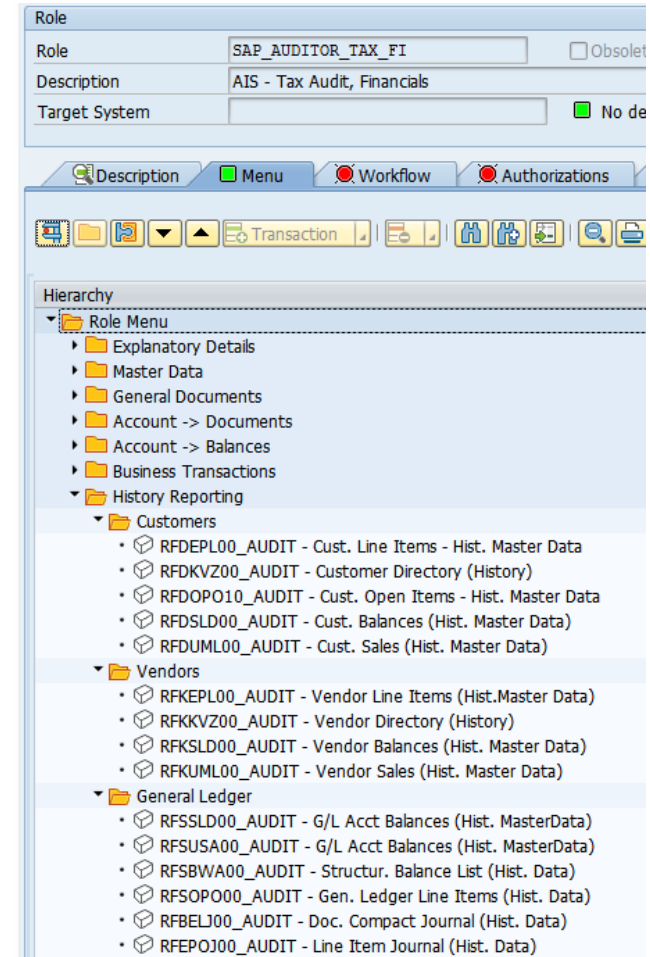 Role
Role SAP_AUDITOR_TAX_FI Obsolet
Description AIS - Tax Audit, Financials
Target System No de
Description Menu Workflow Authorizations
Transaction
Hierarchy
Role Menu
Explanatory Details
Master Data
General Documents
Account -> Documents
Account -> Balances
Business Transactions
History Reporting
Customers
RFDEPL00_AUDIT - Cust. Line Items - Hist. Master Data
RFDKVZ00_AUDIT - Customer Directory (History)
RFDOPO10_AUDIT - Cust. Open Items - Hist. Master Data
RFDSLD00_AUDIT - Cust. Balances (Hist. Master Data)
RFDUML00_AUDIT - Cust. Sales (Hist. Master Data)
Vendors
RFKEPL00_AUDIT - Vendor Line Items (Hist.Master Data)
RFKKVZ00_AUDIT - Vendor Directory (History)
RFKSLD00_AUDIT - Vendor Balances (Hist. Master Data)
RFKUML00_AUDIT - Vendor Sales (Hist. Master Data)
General Ledger
RFSSLD00_AUDIT - G/L Acct Balances (Hist. MasterData)
RFSUSA00_AUDIT - G/L Acct Balances (Hist. MasterData)
RFSBWA00_AUDIT - Structur. Balance List (Hist. Data)
RFSOPO00_AUDIT - Gen. Ledger Line Items (Hist. Data)
RFBELJ00_AUDIT - Doc. Compact Journal (Hist. Data)
RFEPOJ00_AUDIT - Line Item Journal (Hist. Data)